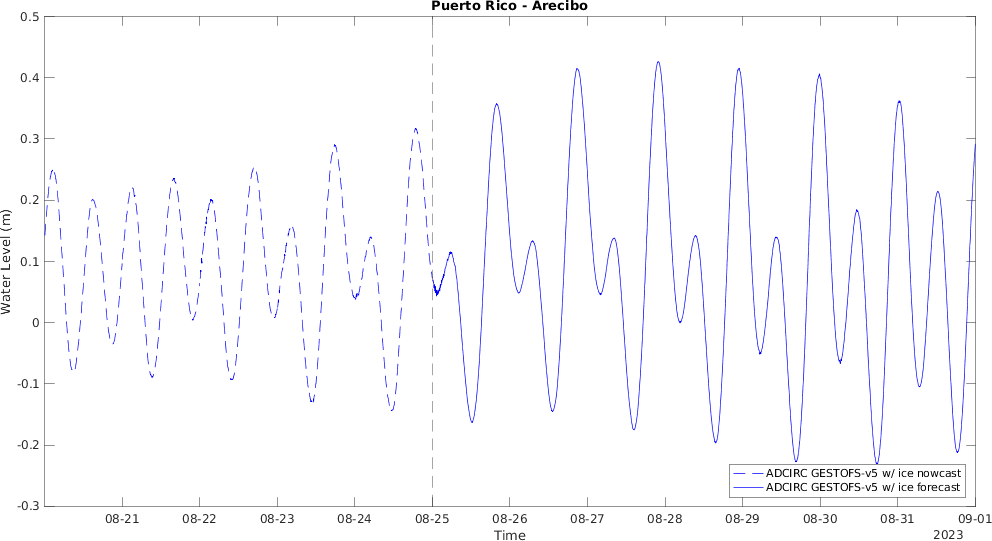 Puerto Rico - Arecibo
0.5
0.4
0.3
0.2
0.1
0
-0.1
-0.2
-0.3
Water Level (m)
ADCIRC GESTOFS-v5 w/ ice nowcast
ADCIRC GESTOFS-v5 w/ ice forecast
08-21 08-22 08-23 08-24 08-25 08-26 08-27 08-28 08-29 08-30 08-31 09-01
Time
2023